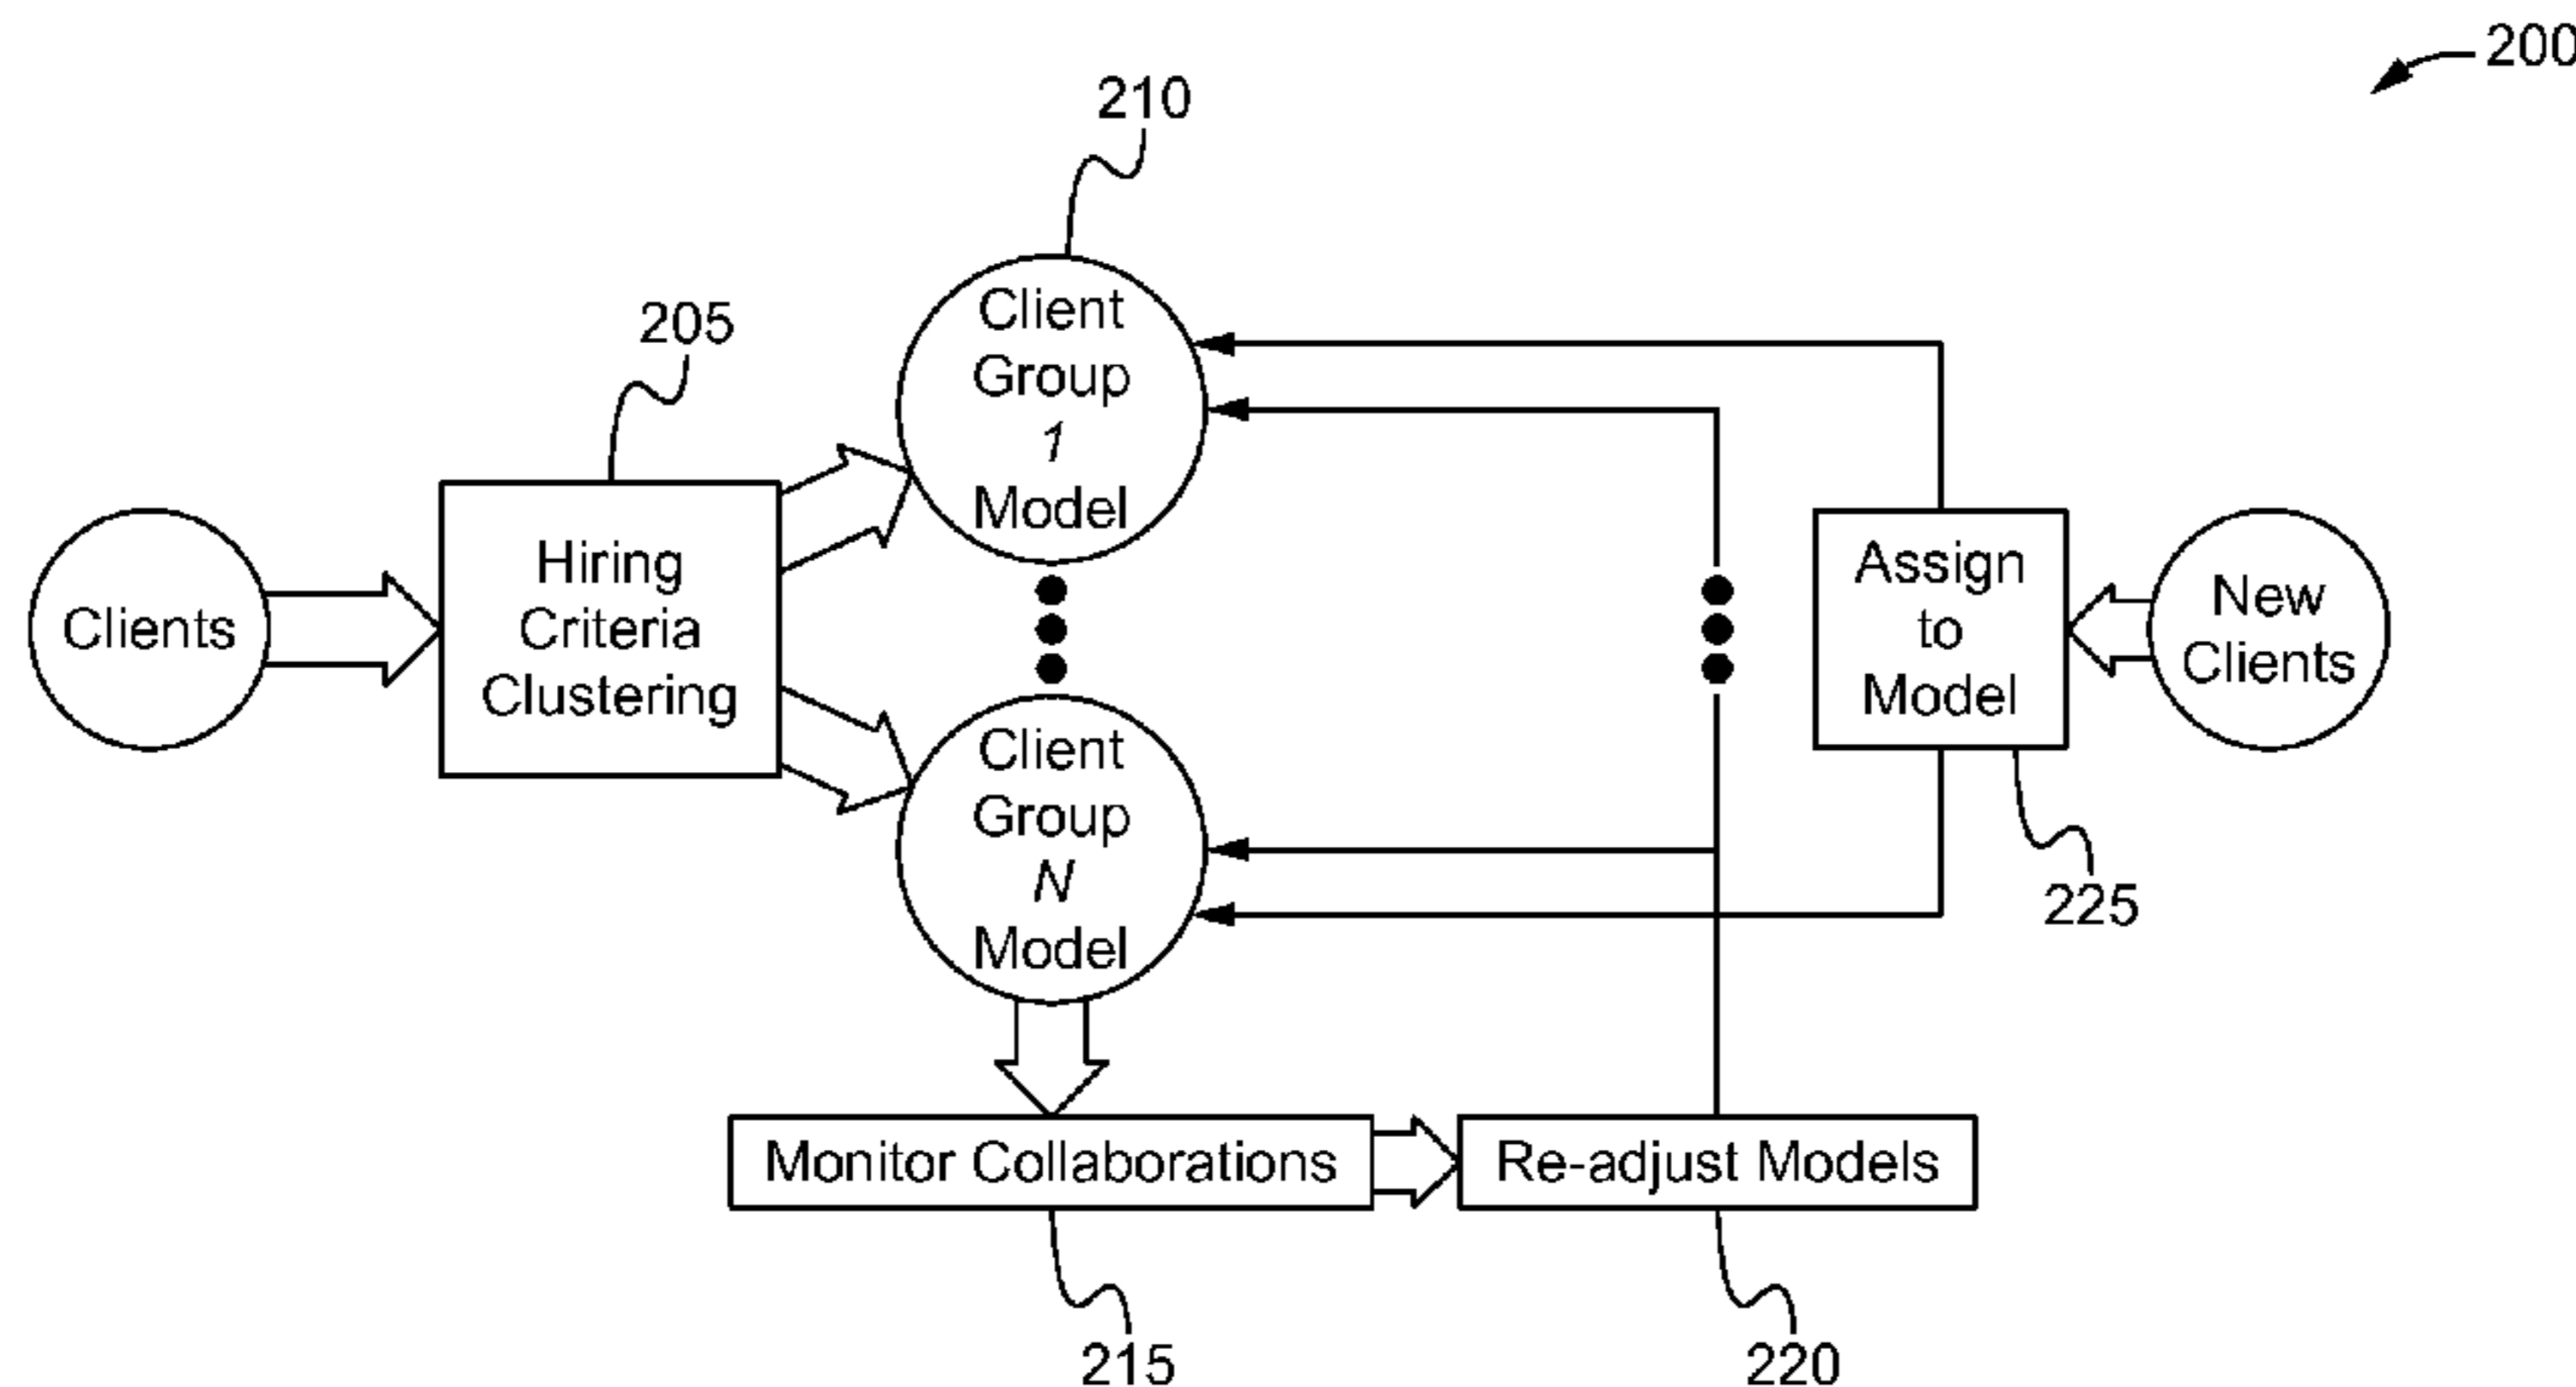 200
210
205
Client
Group
1
Model
Clients
Hiring
Criteria
Clustering
Assign
to
Model
New
Clients
Client
Group
N
Model
225
Monitor Collaborations
Re-adjust Models
215
220